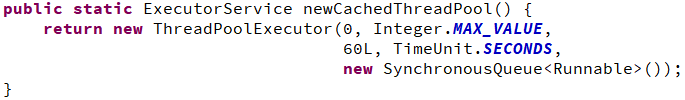 public static ExecutorService newCachedThreadPool() {
    return new ThreadPoolExecutor(0, Integer.MAX_VALUE,
                                  60L, TimeUnit.SECONDS,
                                  new SynchronousQueue<Runnable>());
}